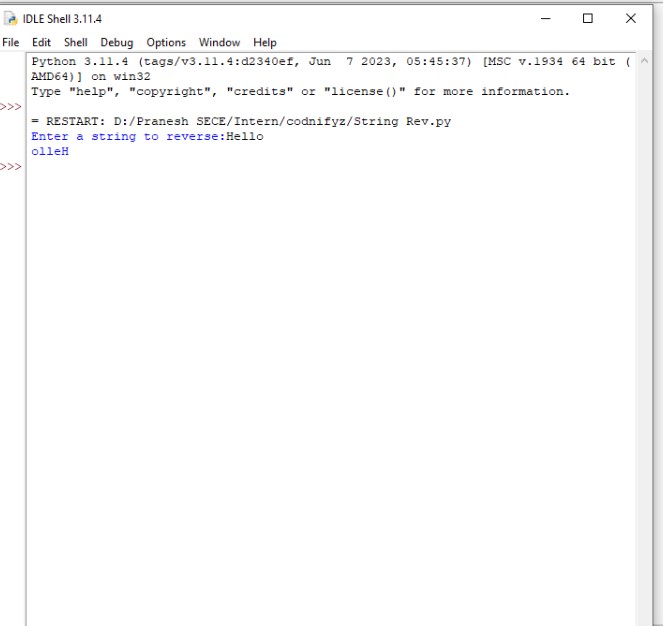 IDLE Shell 3.11.4
File Edit Shell Debug Options Window Help
Python 3.11.4 (tags/v3.11.4:d2340ef, Jun  7 2023, 05:45:37) [MSC v.1934 64 bit (
AMD64)] on win32
Type "help", "copyright", "credits" or "license()" for more information.
>>>
= RESTART: D:/Pranesh SECE/Intern/codnifyz/String Rev.py
Enter a string to reverse:Hello
olleH
>>>